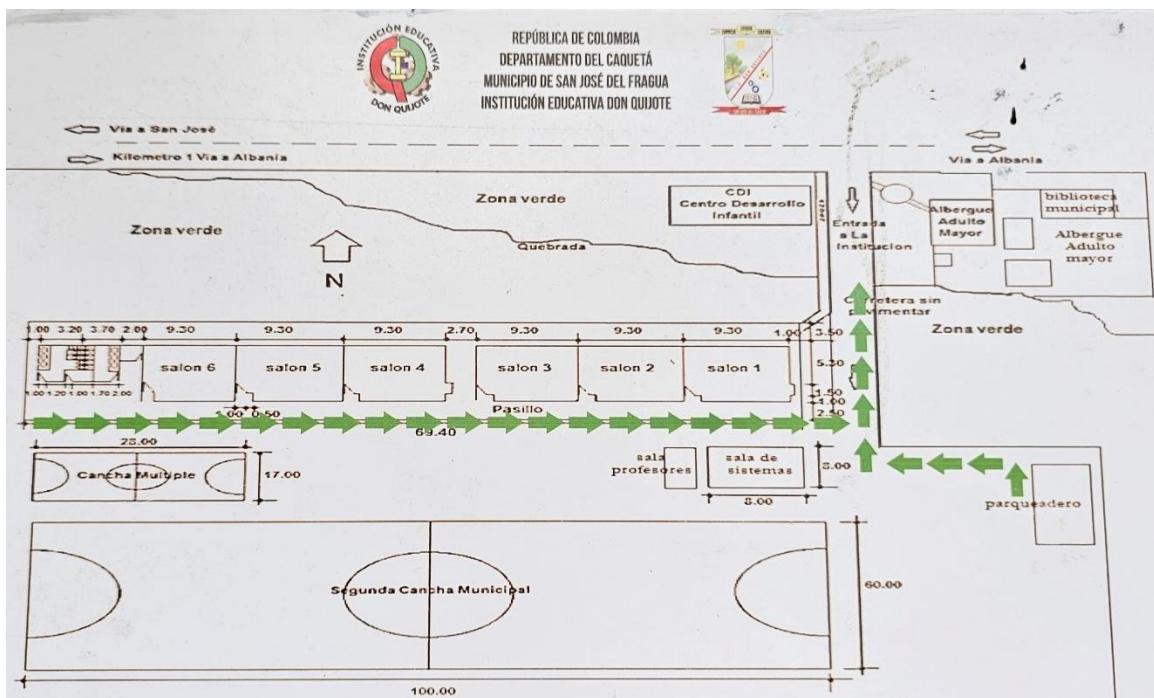 INSTITUCIÓN EDUCATIVA
DON QUIJOTE
REPÚBLICA DE COLOMBIA
DEPARTAMENTO DEL CAQUETÁ
MUNICIPIO DE SAN JOSÉ DEL FRAGUA
INSTITUCIÓN EDUCATIVA DON QUIJOTE
Via a San José
Kilometro 1 Via a Albania
Via a Albania
Zona verde
Zona verde
CDI
Centro Desarrollo
Infantil
Entrada
a La
Institucion
Albergue
Adulto
Mayor
biblioteca
municipal
Albergue
Adulto
mayor
Quebrada
N
Carretera sin
pavimentar
Zona verde
1.00 3.20 3.70 2.00 9.30 9.30 9.30 2.70 9.30 9.30 9.30 1.00 3.50
salon 6
salon 5
salon 4
salon 3
salon 2
salon 1
5.30
1.00 1.20 1.00 1.70 2.00
1.50
1.00
2.50
Pasillo
1.00 0.50
69.40
28.00
Cancha Multiple
17.00
sala
profesores
sala de
sistemas
8.00
8.00
parqueadero
Segunda Cancha Municipal
60.00
100.00